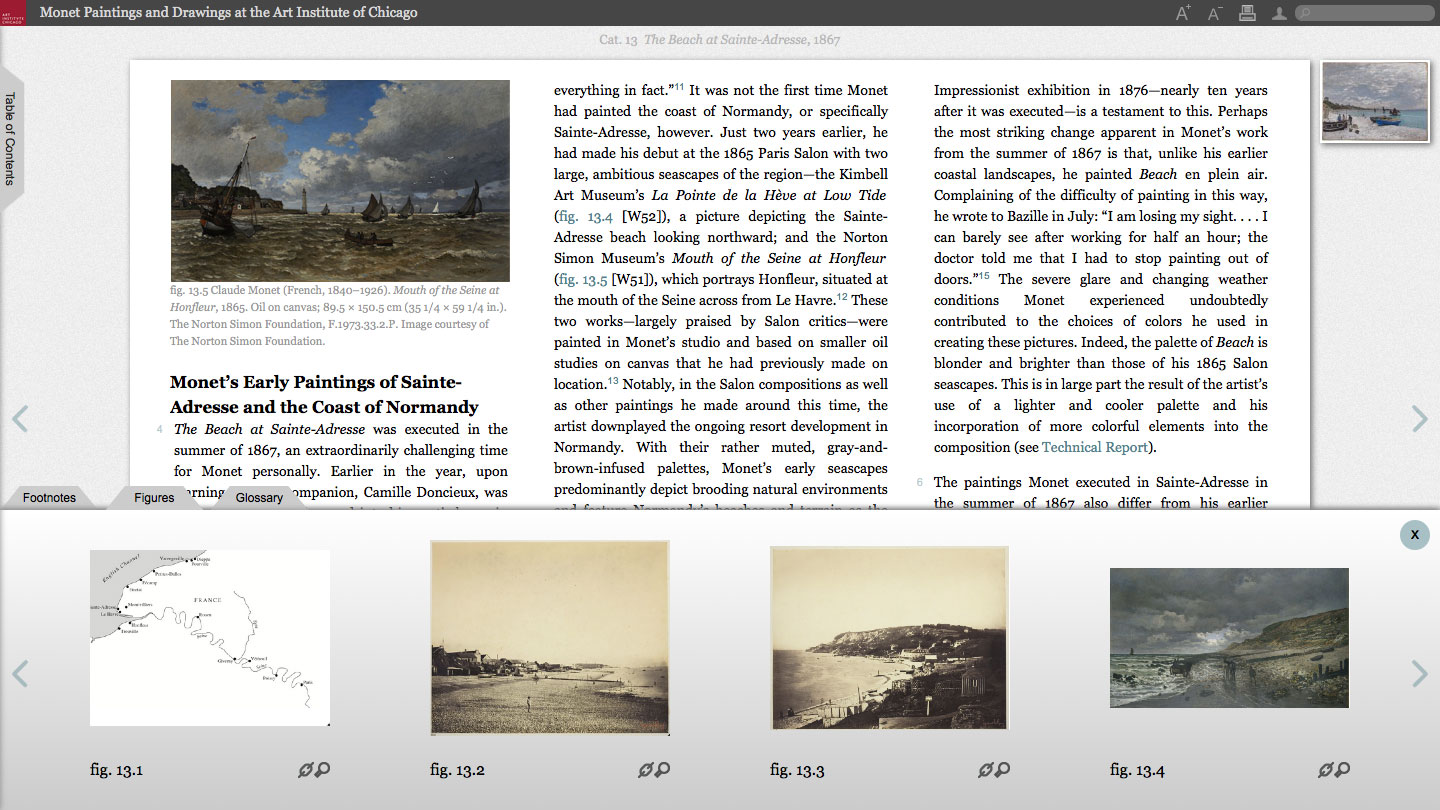 ART INSTITUTE CHICAGO
Monet Paintings and Drawings at the Art Institute of Chicago
A+ A-
Cat. 13 The Beach at Sainte-Adresse, 1867
Table of Contents
fig. 13.5 Claude Monet (French, 1840–1926). Mouth of the Seine at
Honfleur, 1865. Oil on canvas; 89.5 × 150.5 cm (35 1/4 × 59 1/4 in.).
The Norton Simon Foundation, F.1973.33.2.P. Image courtesy of
The Norton Simon Foundation.
Monet’s Early Paintings of Sainte-
Adresse and the Coast of Normandy
4 The Beach at Sainte-Adresse was executed in the
summer of 1867, an extraordinarily challenging time
for Monet personally. Earlier in the year, upon
companion, Camille Doncieux, was
everything in fact.”11 It was not the first time Monet
had painted the coast of Normandy, or specifically
Sainte-Adresse, however. Just two years earlier, he
had made his debut at the 1865 Paris Salon with two
large, ambitious seascapes of the region—the Kimbell
Art Museum’s La Pointe de la Hève at Low Tide
(fig. 13.4 [W52]), a picture depicting the Sainte-
Adresse beach looking northward; and the Norton
Simon Museum’s Mouth of the Seine at Honfleur
(fig. 13.5 [W51]), which portrays Honfleur, situated at
the mouth of the Seine across from Le Havre.12 These
two works—largely praised by Salon critics—were
painted in Monet’s studio and based on smaller oil
studies on canvas that he had previously made on
location.13 Notably, in the Salon compositions as well
as other paintings he made around this time, the
artist downplayed the ongoing resort development in
Normandy. With their rather muted, gray-and-
brown-infused palettes, Monet’s early seascapes
predominantly depict brooding natural environments
and feature Normandy’s beaches and terrain as the
Impressionist exhibition in 1876—nearly ten years
after it was executed—is a testament to this. Perhaps
the most striking change apparent in Monet’s work
from the summer of 1867 is that, unlike his earlier
coastal landscapes, he painted Beach en plein air.
Complaining of the difficulty of painting in this way,
he wrote to Bazille in July: “I am losing my sight. . . . I
can barely see after working for half an hour; the
doctor told me that I had to stop painting out of
doors.”15 The severe glare and changing weather
conditions Monet experienced undoubtedly
contributed to the choices of colors he used in
creating these pictures. Indeed, the palette of Beach is
blonder and brighter than those of his 1865 Salon
seascapes. This is in large part the result of the artist’s
use of a lighter and cooler palette and his
incorporation of more colorful elements into the
composition (see Technical Report).
6 The paintings Monet executed in Sainte-Adresse in
the summer of 1867 also differ from his earlier
Footnotes
Figures
Glossary
X
English Channel
Varengeville
Dieppe
Pourville
Petites-Dalles
Fécamp
Étretat
Montivilliers
Le Havre
Honfleur
Trouville
FRANCE
Rouen
Seine
Epte
Giverny
Vétheuil
Seine
Poissy
Paris
fig. 13.1
fig. 13.2
fig. 13.3
fig. 13.4